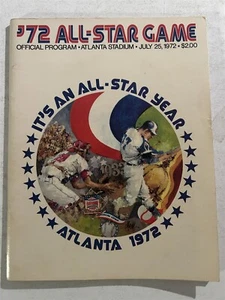 '72 ALL-STAR GAME
OFFICIAL PROGRAM • ATLANTA STADIUM • JULY 25, 1972 • $2.00
IT'S AN ALL-STAR YEAR
ATLANTA 1972